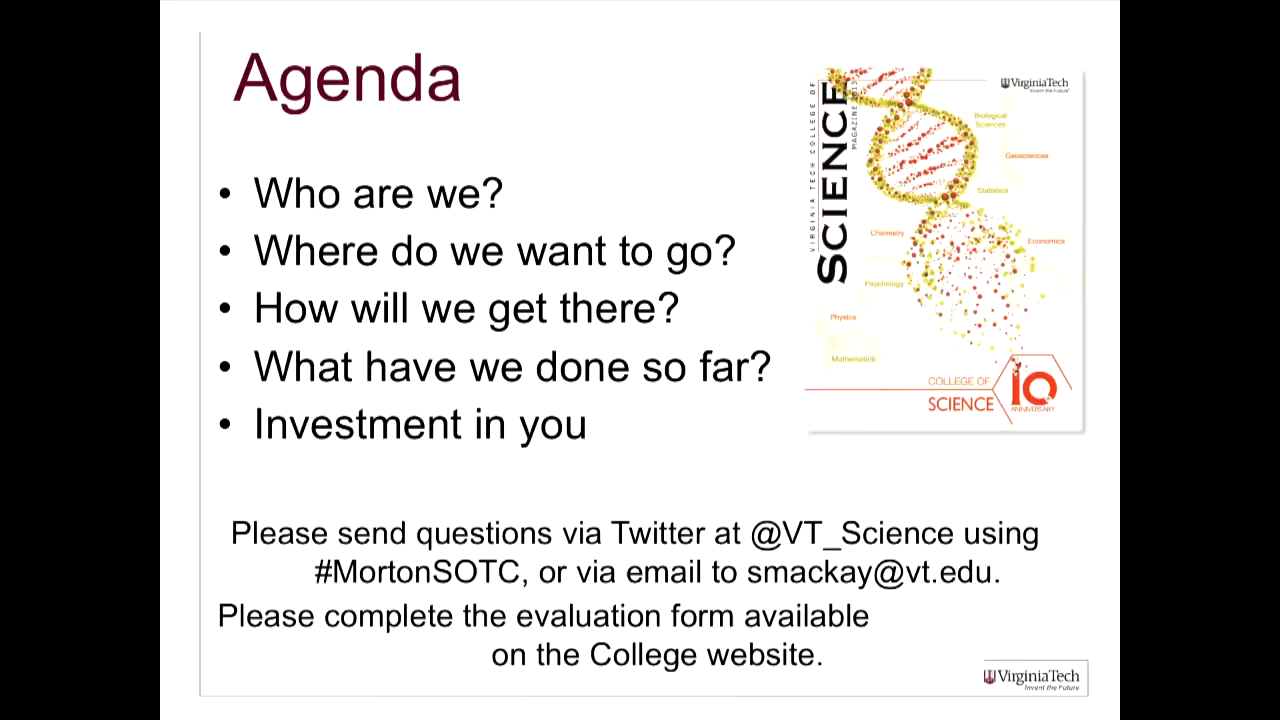 Agenda
• Who are we?
• Where do we want to go?
• How will we get there?
• What have we done so far?
• Investment in you
Please send questions via Twitter at @VT_Science using
#MortonSOTC, or via email to smackay@vt.edu.
Please complete the evaluation form available
on the College website.
VIRGINIA TECH COLLEGE OF
SCIENCE
MAGAZINE
VirginiaTech
Invent the Future
Biological
Sciences
Geosciences
Statistics
Chemistry
Economics
Psychology
Physics
Mathematics
COLLEGE OF
SCIENCE
10
ANNIVERSARY
VirginiaTech
Invent the Future